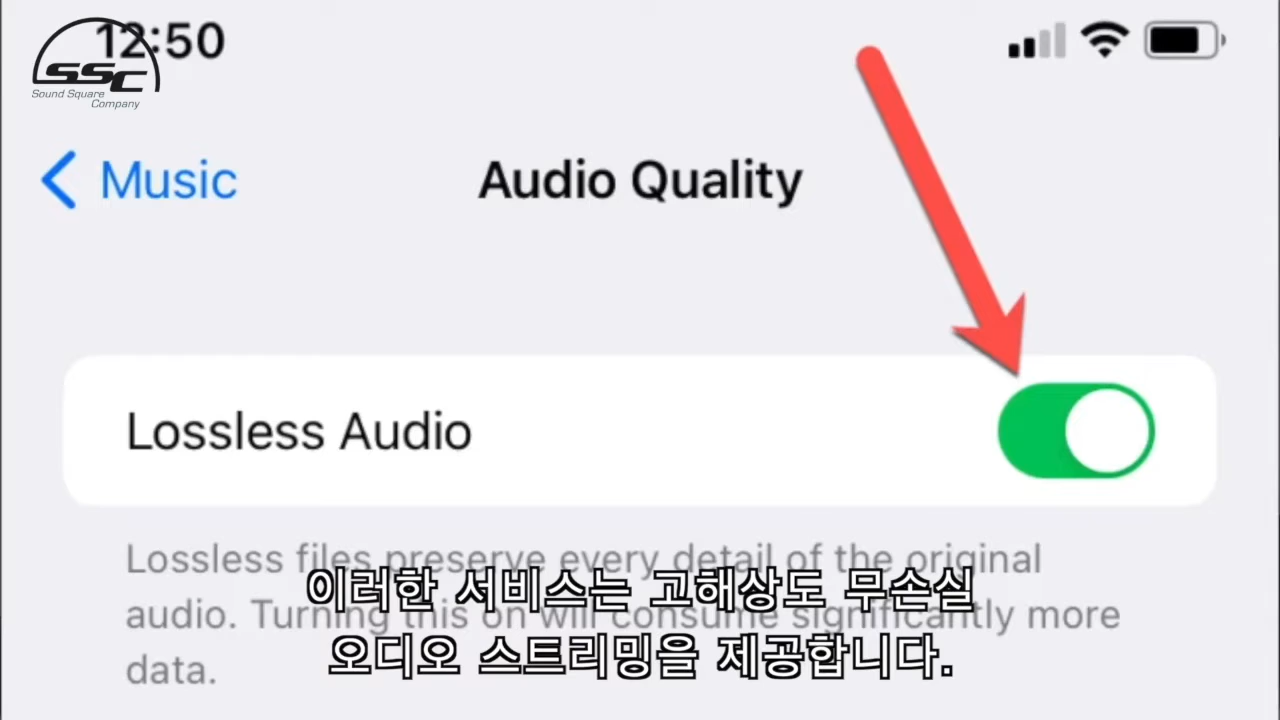 12:50
SSC
Sound Square
Company
Music
Audio Quality
Lossless Audio
Lossless files preserve every detail of the original
audio. Turning this on will consume significantly more
data.
이러한 서비스는 고해상도 무손실
오디오 스트리밍을 제공합니다.